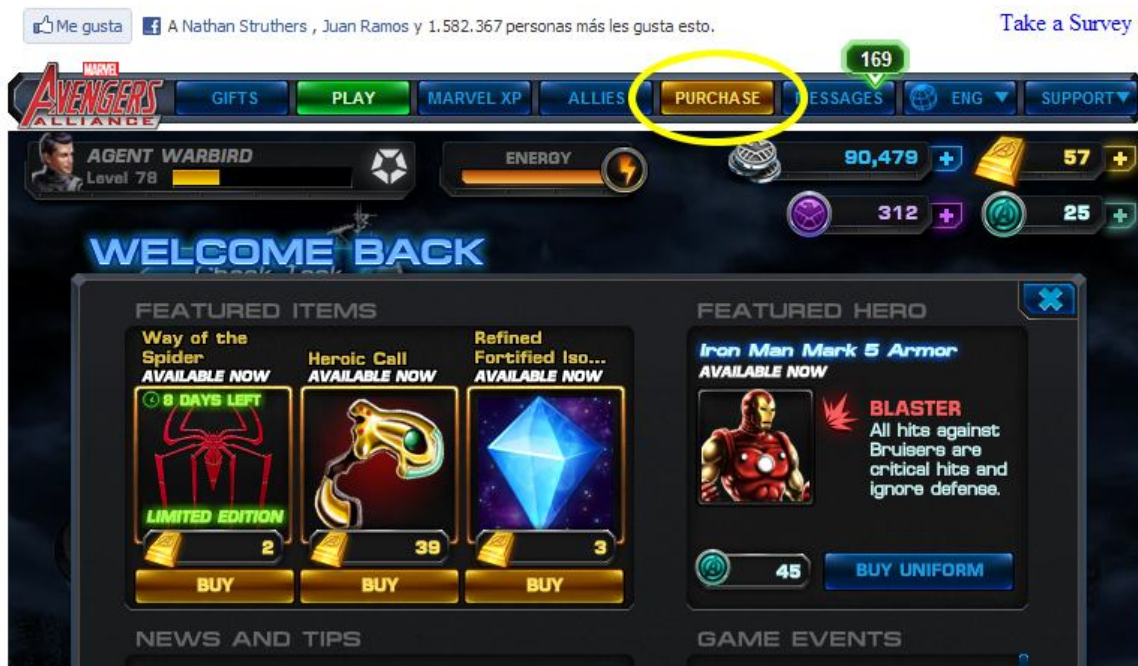 Me gusta A Nathan Struthers , Juan Ramos y 1.582.367 personas más les gusta esto.
Take a Survey
169
MARVEL
AVENGERS
ALLIANCE
GIFTS PLAY MARVEL XP ALLIES PURCHASE MESSAGES ENG SUPPORT
AGENT WARBIRD
Level 78
ENERGY
90,479 57
312 25
WELCOME BACK
FEATURED ITEMS
Way of the
Spider
AVAILABLE NOW
8 DAYS LEFT
LIMITED EDITION
2
BUY
Heroic Call
AVAILABLE NOW
39
BUY
Refined
Fortified Iso...
AVAILABLE NOW
3
BUY
FEATURED HERO
Iron Man Mark 5 Armor
AVAILABLE NOW
BLASTER
All hits against
Bruisers are
critical hits and
ignore defense.
45
BUY UNIFORM
NEWS AND TIPS
GAME EVENTS